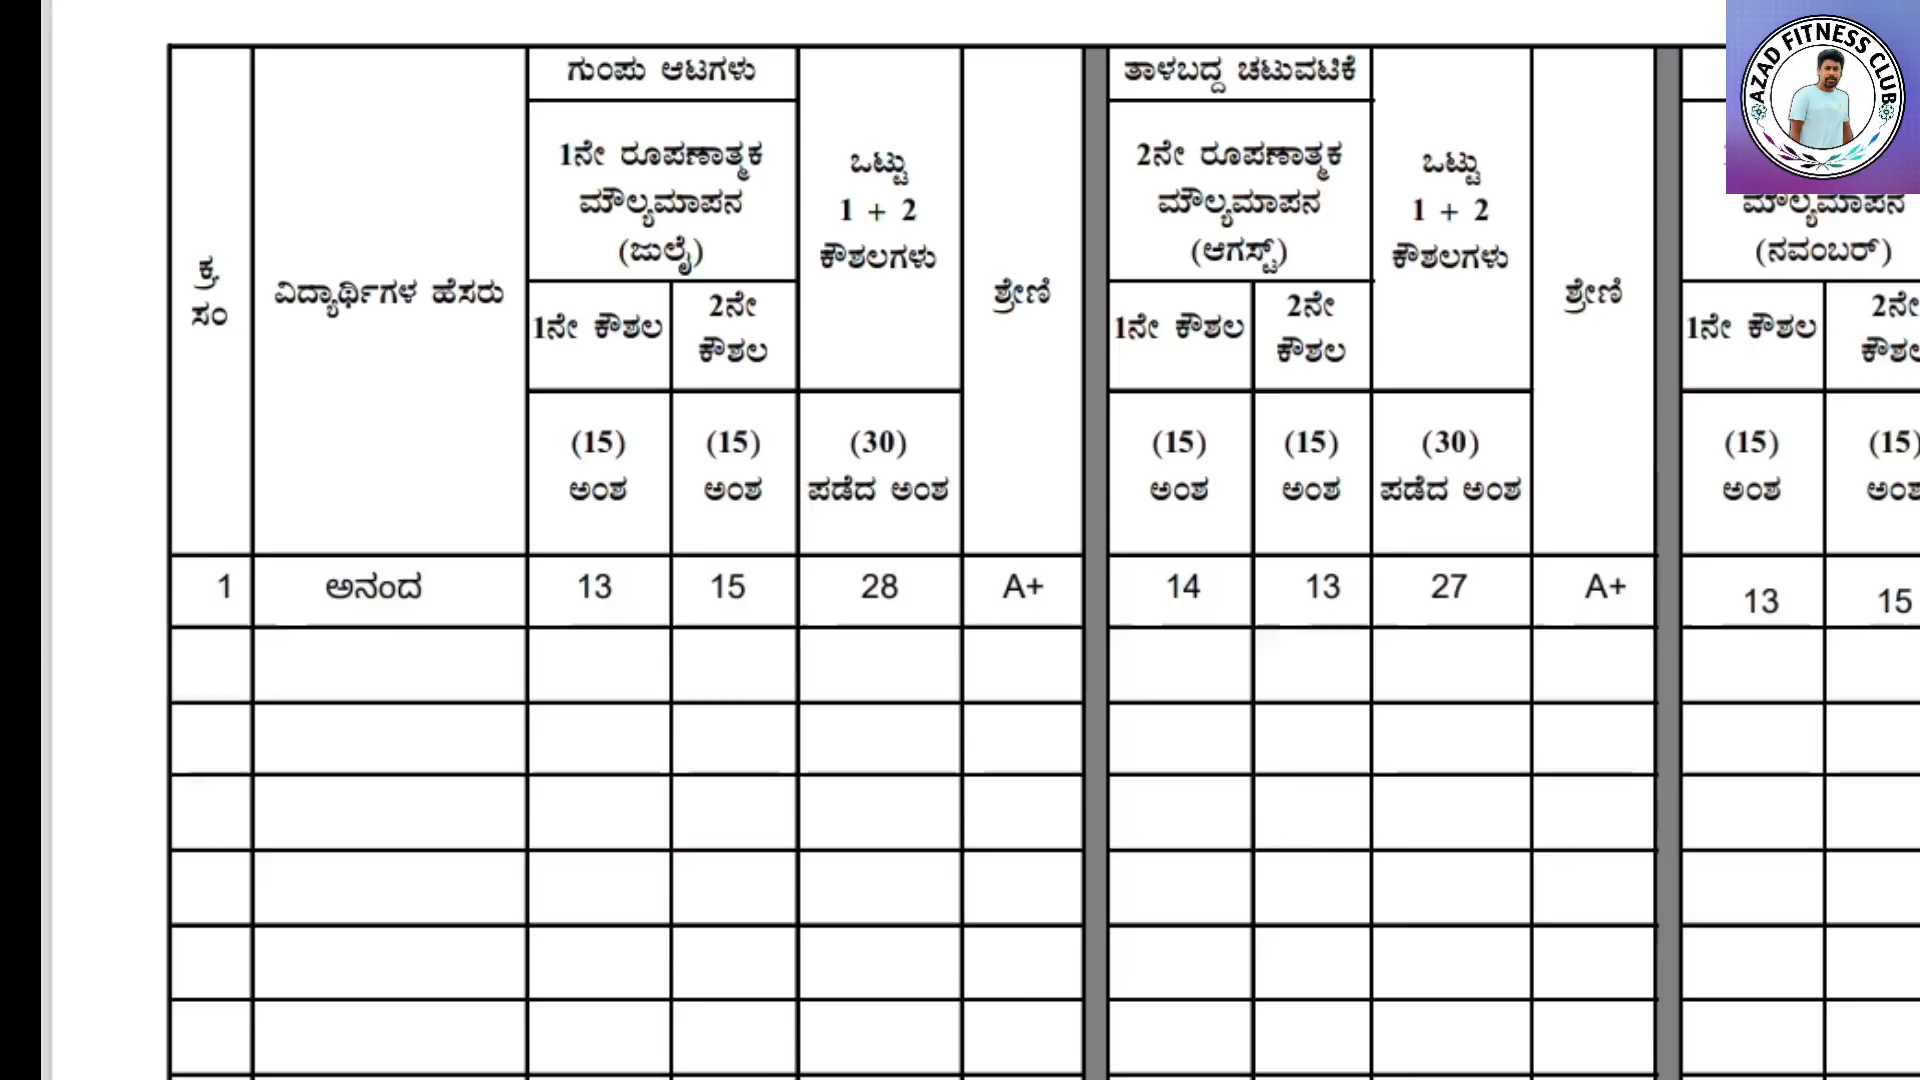 AZAD FITNESS CLUB
ಗುಂಪು ಆಟಗಳು
ತಾಳಬದ್ದ ಚಟುವಟಿಕೆ
1ನೇ ರೂಪಣಾತ್ಮಕ
ಮೌಲ್ಯಮಾಪನ
(ಜುಲೈ)
ಒಟ್ಟು
1 + 2
ಕೌಶಲಗಳು
2ನೇ ರೂಪಣಾತ್ಮಕ
ಮೌಲ್ಯಮಾಪನ
(ಆಗಸ್ಟ್)
ಒಟ್ಟು
1 + 2
ಕೌಶಲಗಳು
ಮೌಲ್ಯಮಾಪನ
(ನವಂಬರ್)
ಕ್ರ
ಸಂ
ವಿದ್ಯಾರ್ಥಿಗಳ ಹೆಸರು
1ನೇ ಕೌಶಲ
2ನೇ
ಕೌಶಲ
ಶ್ರೇಣಿ
1ನೇ ಕೌಶಲ
2ನೇ
ಕೌಶಲ
ಶ್ರೇಣಿ
1ನೇ ಕೌಶಲ
2ನೇ
ಕೌಶಲ
(15)
ಅಂಶ
(15)
ಅಂಶ
(30)
ಪಡೆದ ಅಂಶ
(15)
ಅಂಶ
(15)
ಅಂಶ
(30)
ಪಡೆದ ಅಂಶ
(15)
ಅಂಶ
(15)
ಅಂಶ
1 ಅನಂದ 13 15 28 A+ 14 13 27 A+ 13 15